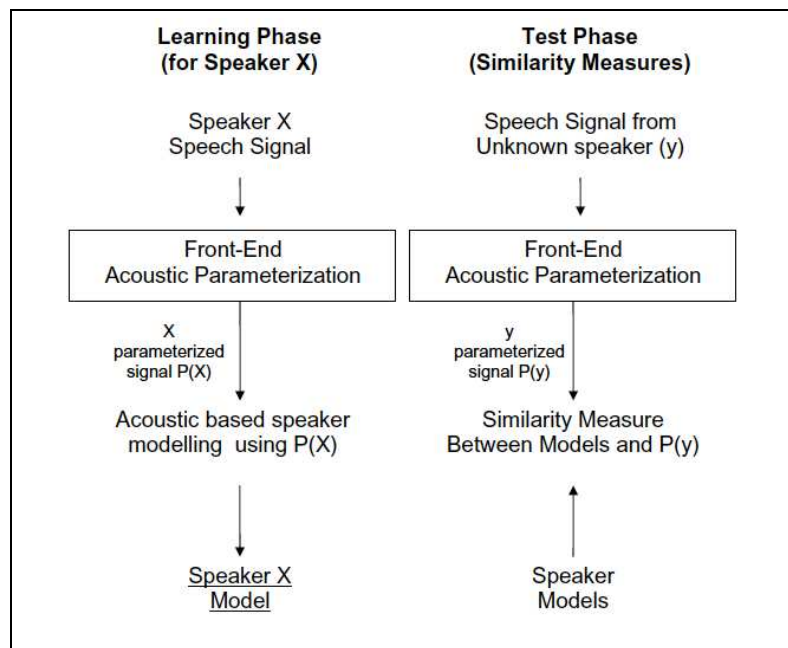 Learning Phase
(for Speaker X)
Speaker X
Speech Signal
Front-End
Acoustic Parameterization
X
parameterized
signal P(X)
Acoustic based speaker
modelling using P(X)
Speaker X
Model
Test Phase
(Similarity Measures)
Speech Signal from
Unknown speaker (y)
Front-End
Acoustic Parameterization
y
parameterized
signal P(y)
Similarity Measure
Between Models and P(y)
Speaker
Models